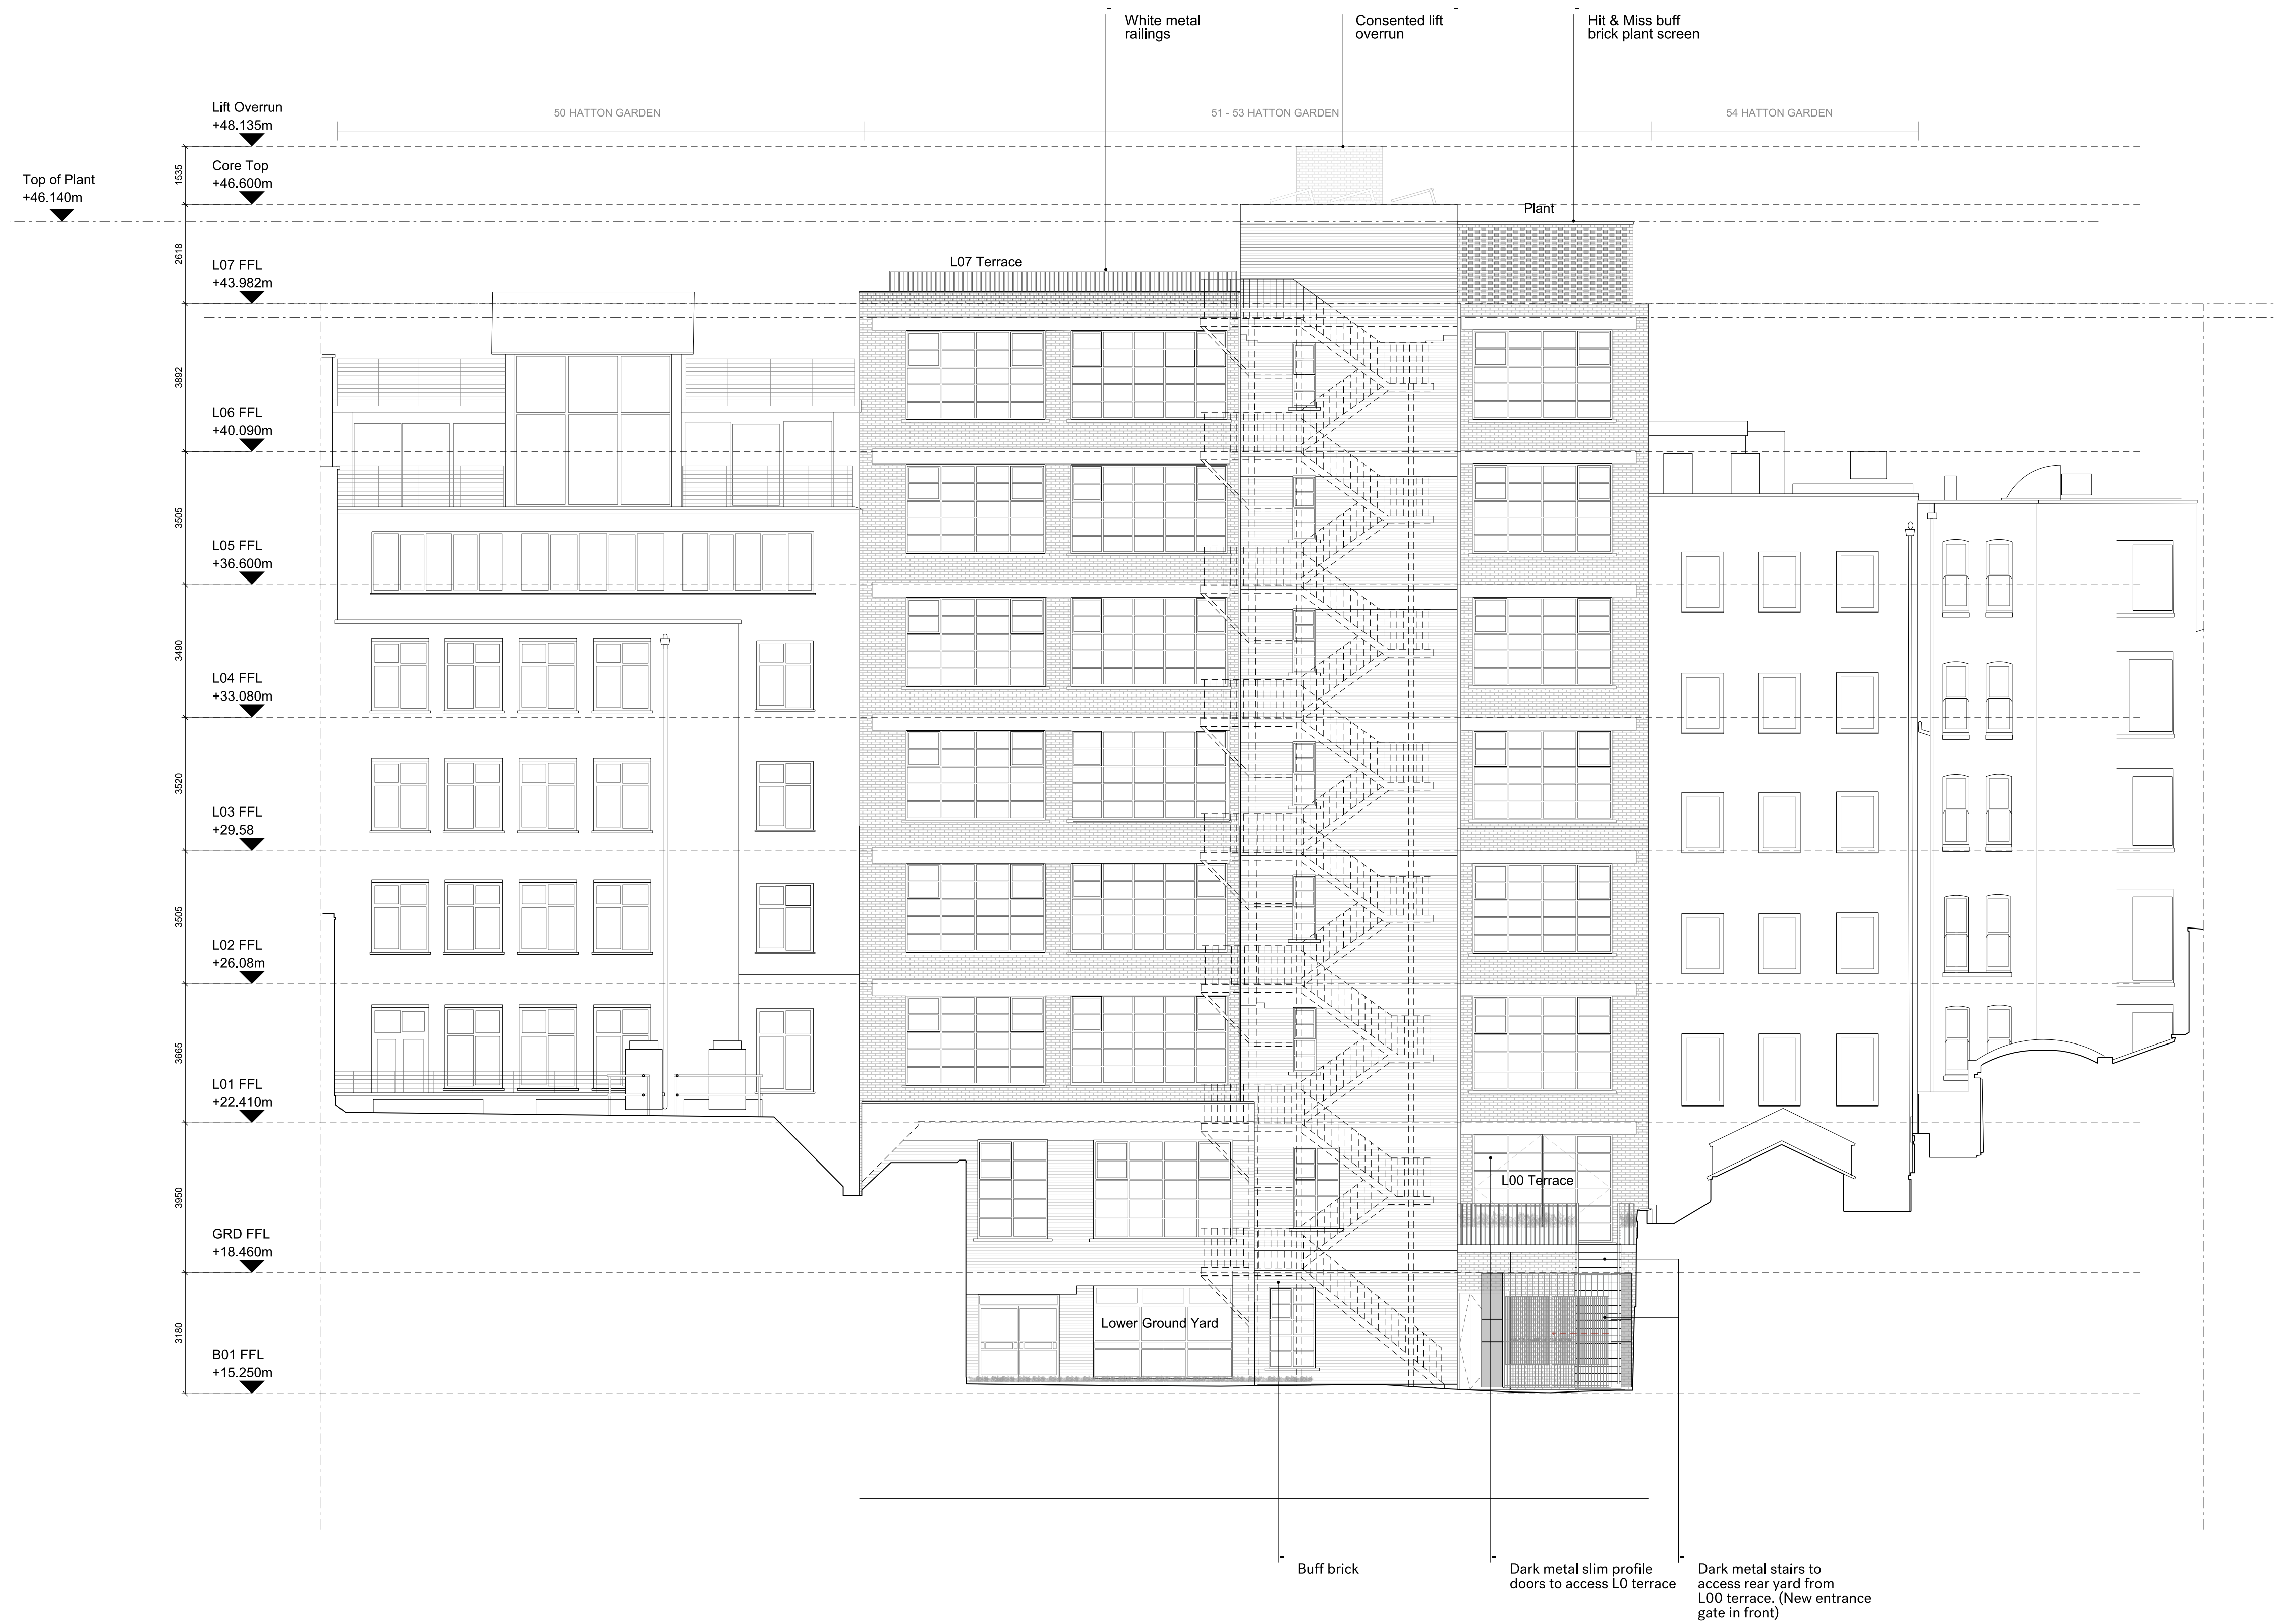 White metal
railings
Consented lift
overrun
Hit & Miss buff
brick plant screen
50 HATTON GARDEN
51 - 53 HATTON GARDEN
54 HATTON GARDEN
Lift Overrun
+48.135m
1535
Core Top
+46.600m
Top of Plant
+46.140m
Plant
2618
L07 FFL
+43.982m
L07 Terrace
3892
L06 FFL
+40.090m
3505
L05 FFL
+36.600m
3490
L04 FFL
+33.080m
3520
L03 FFL
+29.58
3505
L02 FFL
+26.08m
3665
L01 FFL
+22.410m
3950
L00 Terrace
GRD FFL
+18.460m
3180
Lower Ground Yard
B01 FFL
+15.250m
Buff brick
Dark metal slim profile
doors to access L0 terrace
Dark metal stairs to
access rear yard from
L00 terrace. (New entrance
gate in front)